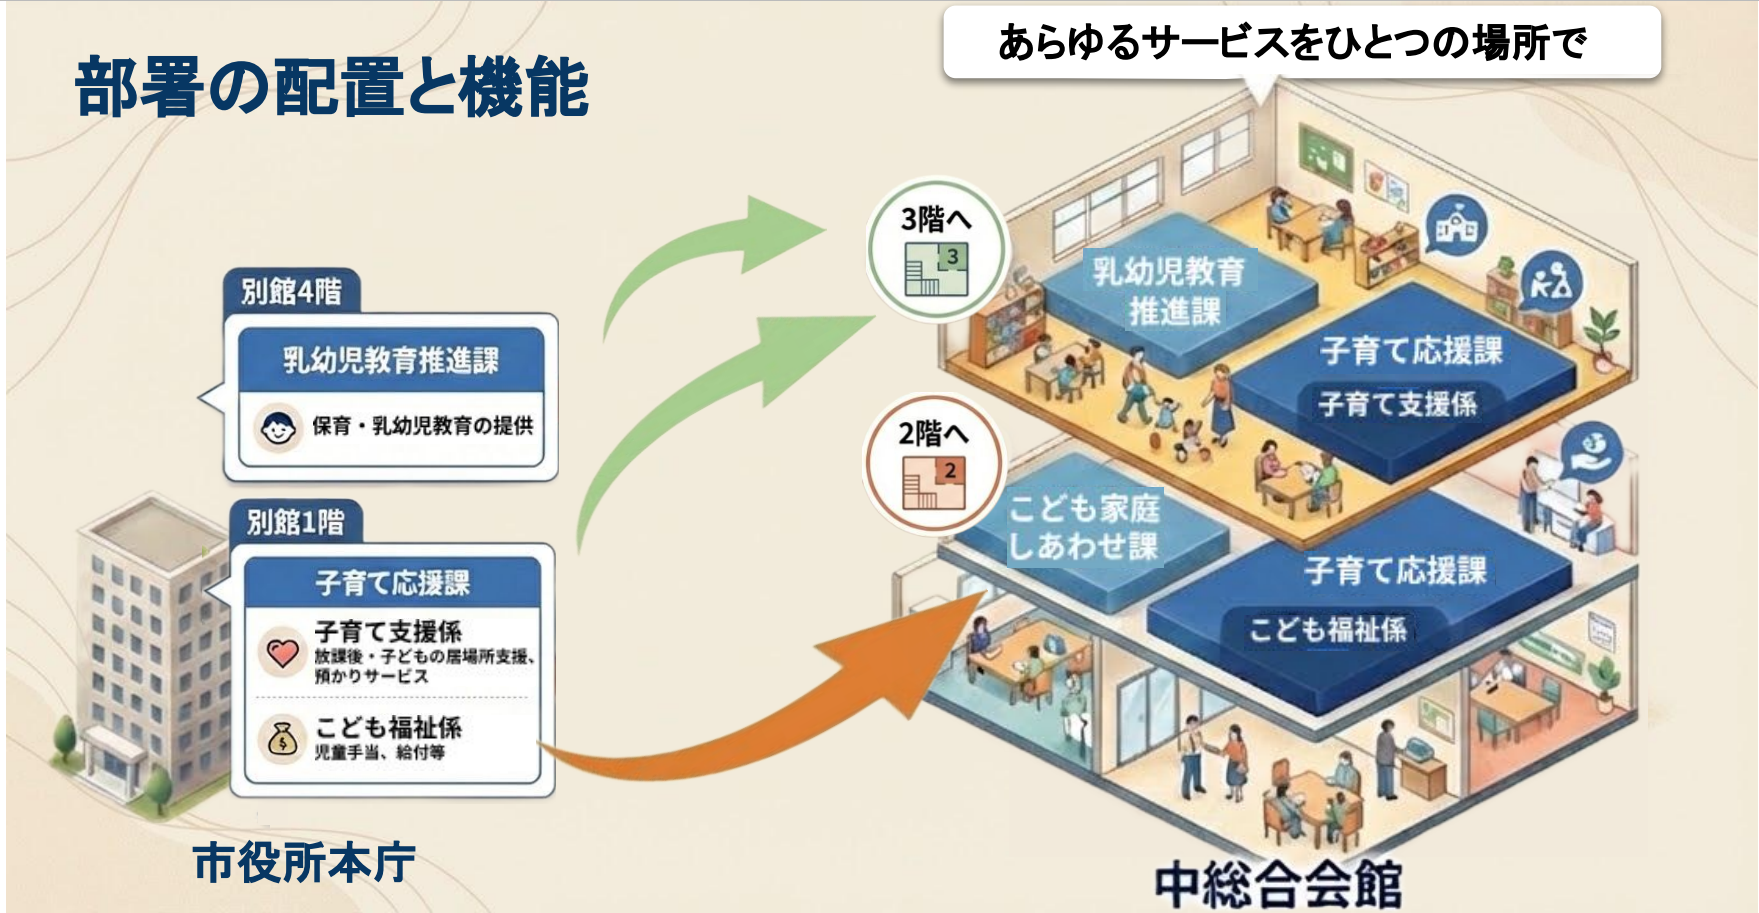 部署の配置と機能
あらゆるサービスをひとつの場所で
別館4階
乳幼児教育推進課
保育・乳幼児教育の提供
別館1階
子育て応援課
子育て支援係
放課後・子どもの居場所支援、
預かりサービス
こども福祉係
児童手当、給付等
$
市役所本庁
3階へ
3
乳幼児教育
推進課
子育て応援課
子育て支援係
2階へ
2
こども家庭
しあわせ課
子育て応援課
こども福祉係
中総合会館